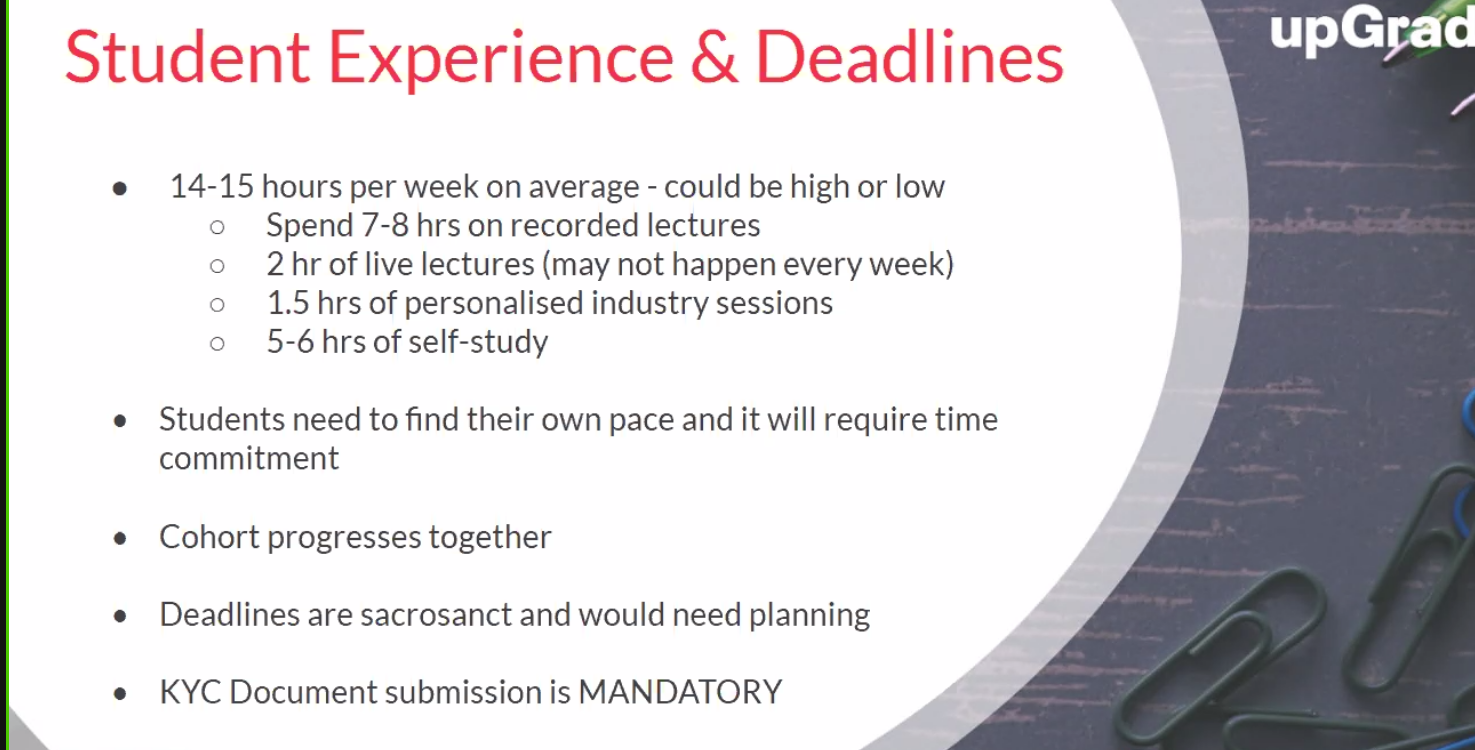 Student Experience & Deadlines
upGrad
● 14-15 hours per week on average - could be high or low
○ Spend 7-8 hrs on recorded lectures
○ 2 hr of live lectures (may not happen every week)
○ 1.5 hrs of personalised industry sessions
○ 5-6 hrs of self-study
● Students need to find their own pace and it will require time
commitment
● Cohort progresses together
● Deadlines are sacrosanct and would need planning
● KYC Document submission is MANDATORY